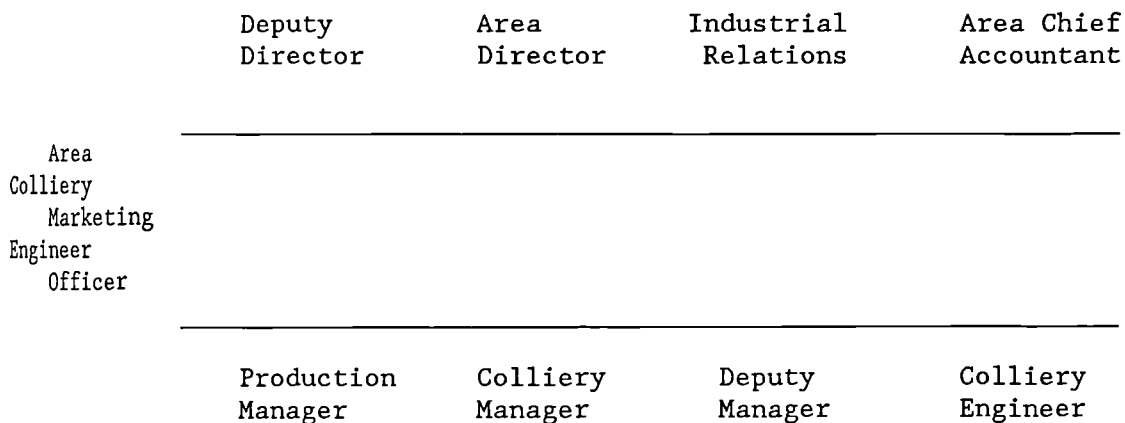 Deputy Area Industrial Area Chief
Director Director Relations Accountant
Area
Colliery
Marketing
Engineer
Officer
Production Colliery Deputy Colliery
Manager Manager Manager Engineer